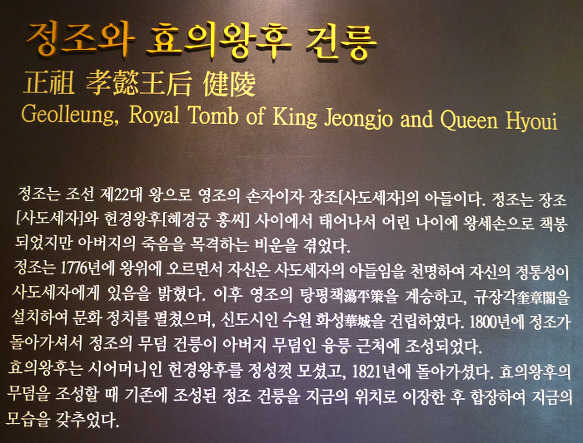 정조와 효의왕후 건릉
正祖 孝懿王后 健陵
Geolleung, Royal Tomb of King Jeongjo and Queen Hyoui
정조는 조선 제22대 왕으로 영조의 손자이자 장조[사도세자]의 아들이다. 정조는 장조
[사도세자]와 헌경왕후[혜경궁 홍씨] 사이에서 태어나서 어린 나이에 왕세손으로 책봉
되었지만 아버지의 죽음을 목격하는 비운을 겪었다.
정조는 1776년에 왕위에 오르면서 자신은 사도세자의 아들임을 천명하여 자신의 정통성이
사도세자에게 있음을 밝혔다. 이후 영조의 탕평책蕩平策을 계승하고, 규장각奎章閣을
설치하여 문화 정치를 펼쳤으며, 신도시인 수원 화성華城을 건립하였다. 1800년에 정조가
돌아가셔서 정조의 무덤 건릉이 아버지 무덤인 융릉 근처에 조성되었다.
효의왕후는 시어머니인 헌경왕후를 정성껏 모셨고, 1821년에 돌아가셨다. 효의왕후의
무덤을 조성할 때 기존에 조성된 정조 건릉을 지금의 위치로 이장한 후 합장하여 지금의
모습을 갖추었다.